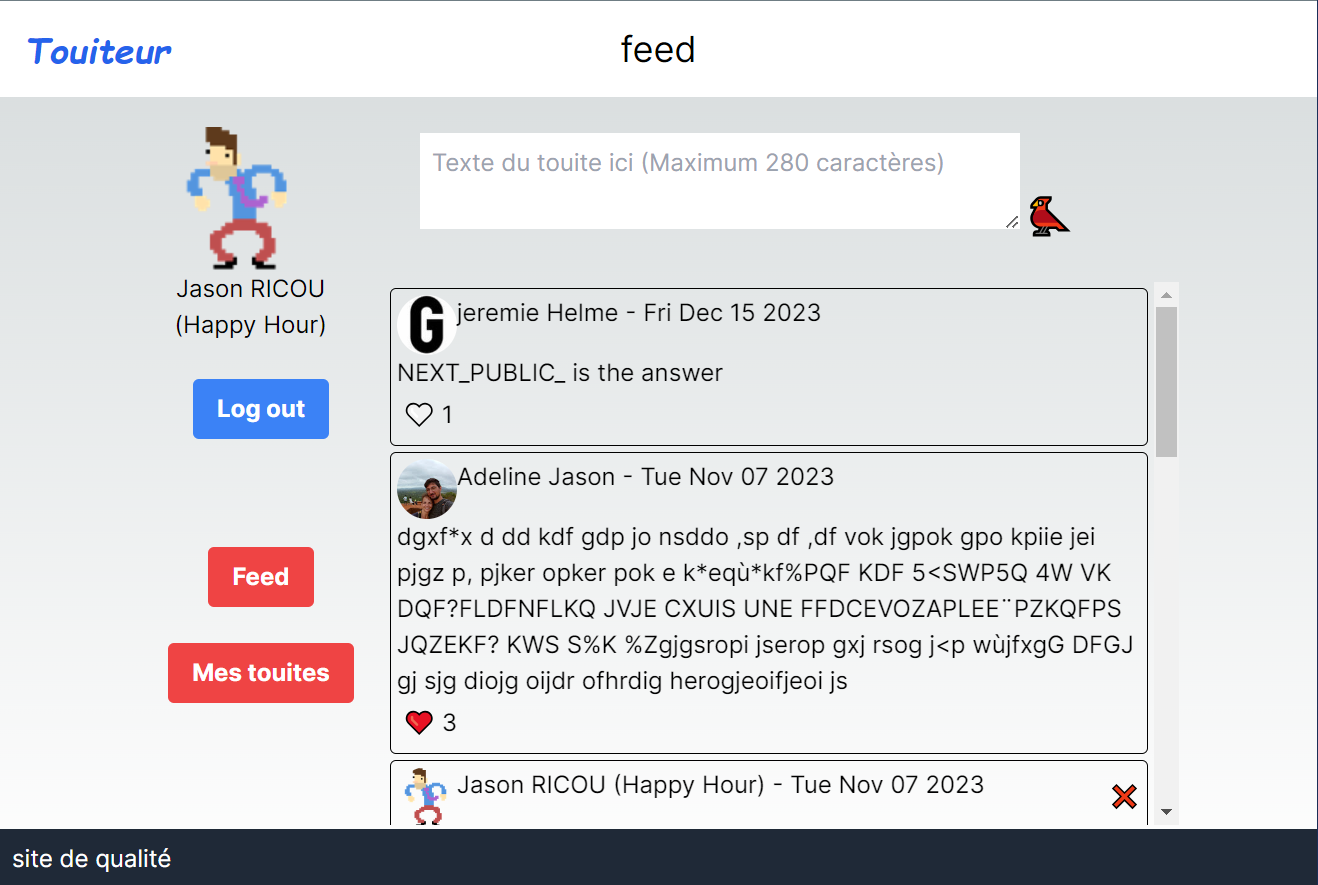 Touiteur
feed
Texte du touite ici (Maximum 280 caractères)
Jason RICOU
(Happy Hour)
Log out
Feed
Mes touites
G
jeremie Helme - Fri Dec 15 2023
NEXT_PUBLIC_ is the answer
1
Adeline Jason - Tue Nov 07 2023
dgxf*x d dd kdf gdp jo nsddo ,sp df ,df vok jgpok gpo kpiie jei
pjgz p, pjker opker pok e k*eqù*kf%PQF KDF 5<SWP5Q 4W VK
DQF?FLDFNFLKQ JVJE CXUIS UNE FFDCEVOZAPLEE¨PZKQFPS
JQZEKF? KWS S%K %Zgjgsropi jserop gxj rsog j<p wùjfxgG DFGJ
gj sjg diojg oijdr ofhrdig herogjeoifjeoi js
3
Jason RICOU (Happy Hour) - Tue Nov 07 2023
site de qualité